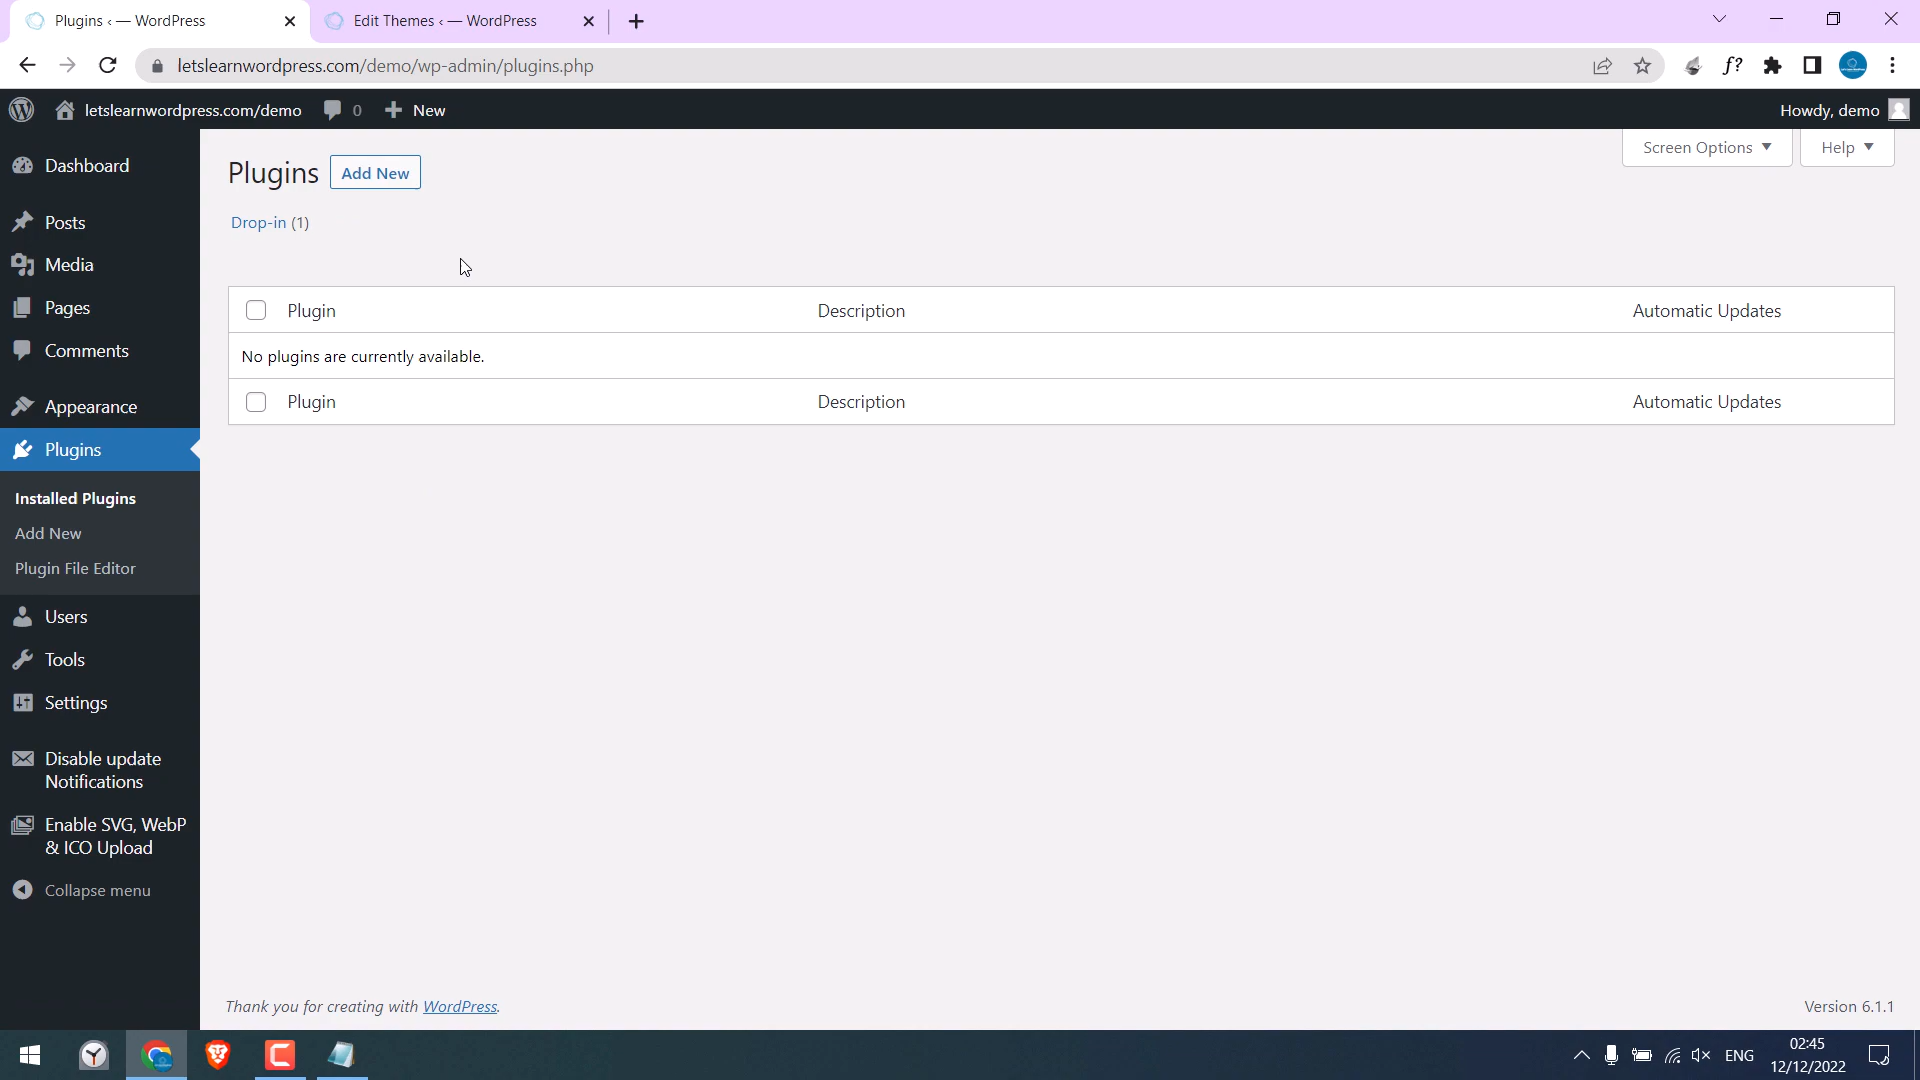 Plugins ‹ — WordPress
Edit Themes ‹ — WordPress
letslearnwordpress.com/demo/wp-admin/plugins.php
f?
letslearnwordpress.com/demo
0
New
Howdy, demo
Dashboard
Posts
Media
Pages
Comments
Appearance
Plugins
Installed Plugins
Add New
Plugin File Editor
Users
Tools
Settings
Disable update
Notifications
Enable SVG, WebP
& ICO Upload
Collapse menu
Plugins
Add New
Screen Options
Help
Drop-in (1)
Plugin
Description
Automatic Updates
No plugins are currently available.
Plugin
Description
Automatic Updates
Thank you for creating with WordPress.
Version 6.1.1
ENG
02:45
12/12/2022